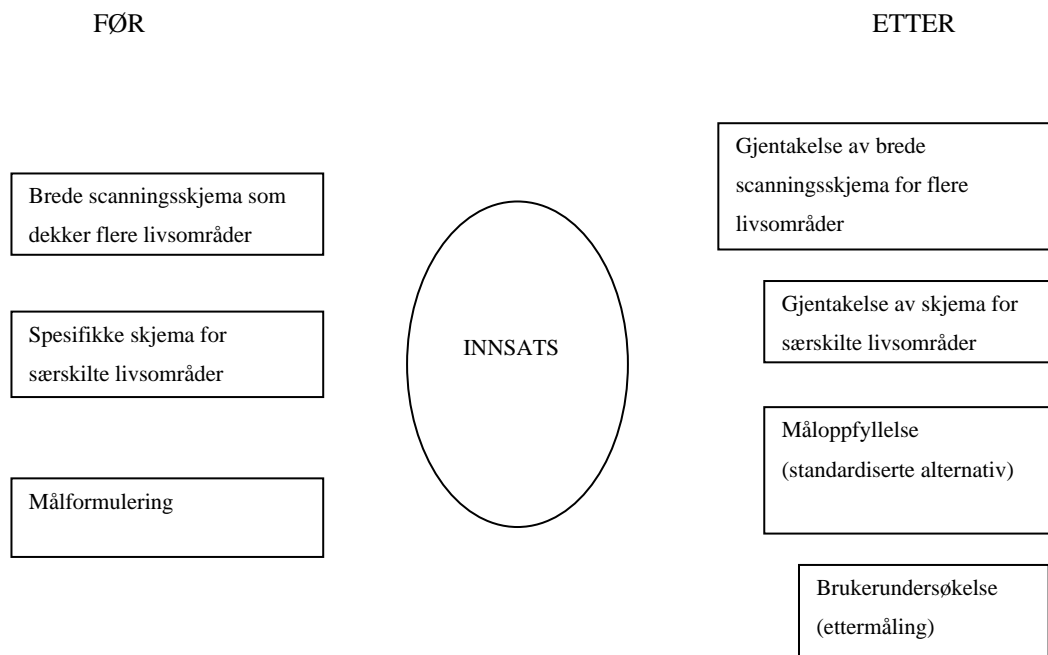 FØR
ETTER
Brede scanningsskjema som
dekker flere livsområder
Spesifikke skjema for
særskilte livsområder
Målformulering
INNSATS
Gjentakelse av brede
scanningsskjema for flere
livsområder
Gjentakelse av skjema for
særskilte livsområder
Måloppfyllelse
(standardiserte alternativ)
Brukerundersøkelse
(ettermåling)